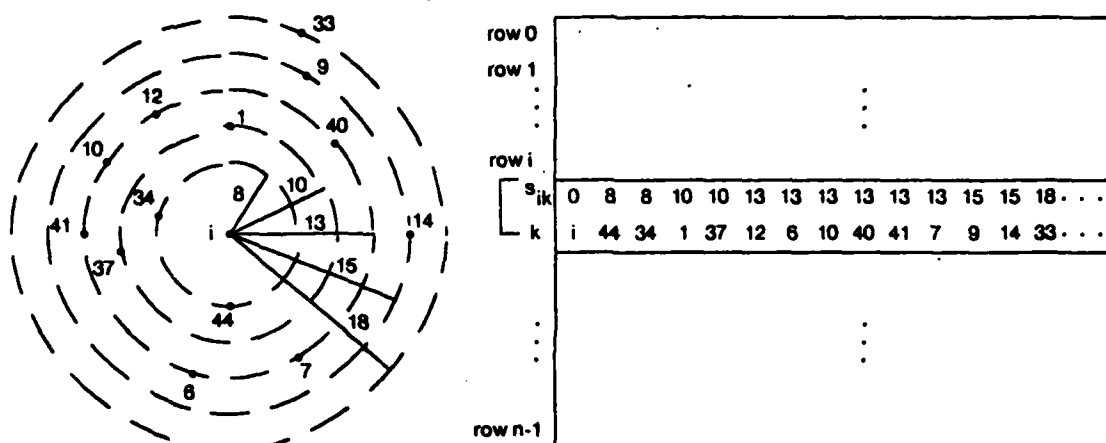 33
9
12
1
40
10
10
8
34
i
13
14
41
37
15
44
18
7
6
row 0
row 1
row i
s_ik 0 8 8 10 10 13 13 13 13 13 13 15 15 18 · · ·
k i 44 34 1 37 12 6 10 40 41 7 9 14 33 · · ·
row n-1